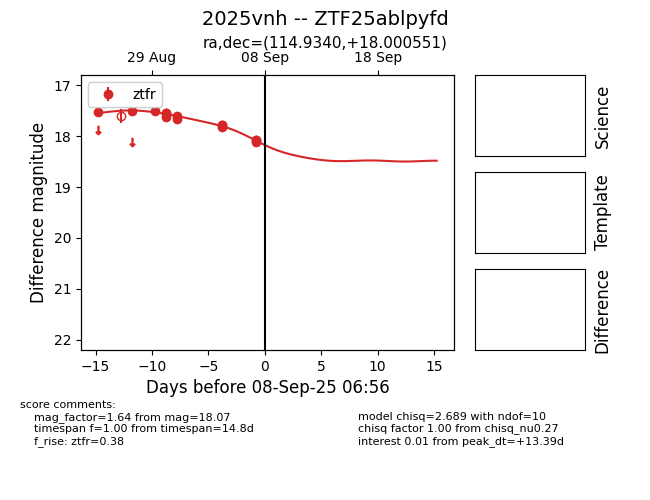 2025vnh -- ZTF25ablpyfd
ra,dec=(114.9340,+18.000551)
29 Aug 08 Sep 18 Sep
ztfr
17
18
19
20
21
22
Difference magnitude
−15 −10 −5 0 5 10 15
Days before 08-Sep-25 06:56
Science
Template
Difference
score comments:
mag_factor=1.64 from mag=18.07
timespan f=1.00 from timespan=14.8d
f_rise: ztfr=0.38
model chisq=2.689 with ndof=10
chisq factor 1.00 from chisq_nu0.27
interest 0.01 from peak_dt=+13.39d